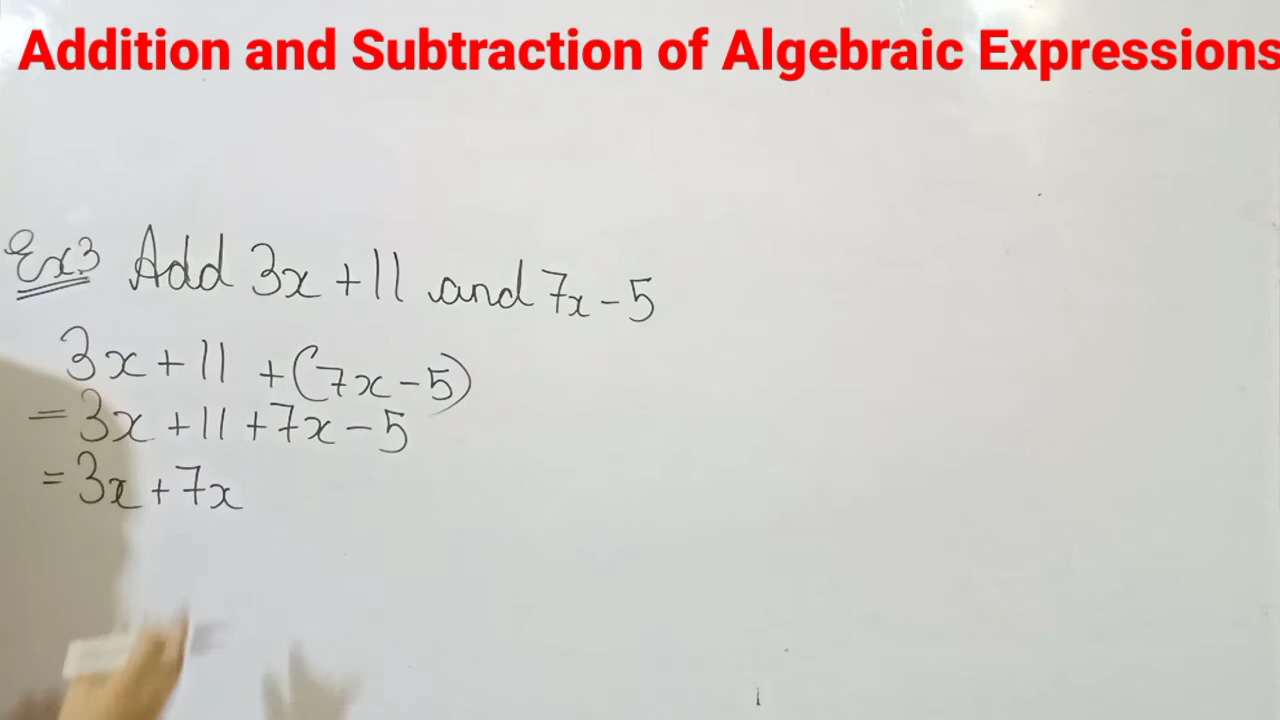 Addition and Subtraction of Algebraic Expressions
Ex3 Add 3x + 11 and 7x - 5
3x + 11 + (7x - 5)
= 3x + 11 + 7x - 5
= 3x + 7x